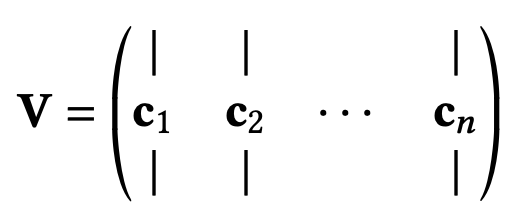 | | |
V = ( c₁ c₂ ⋯ cₙ )
| | |